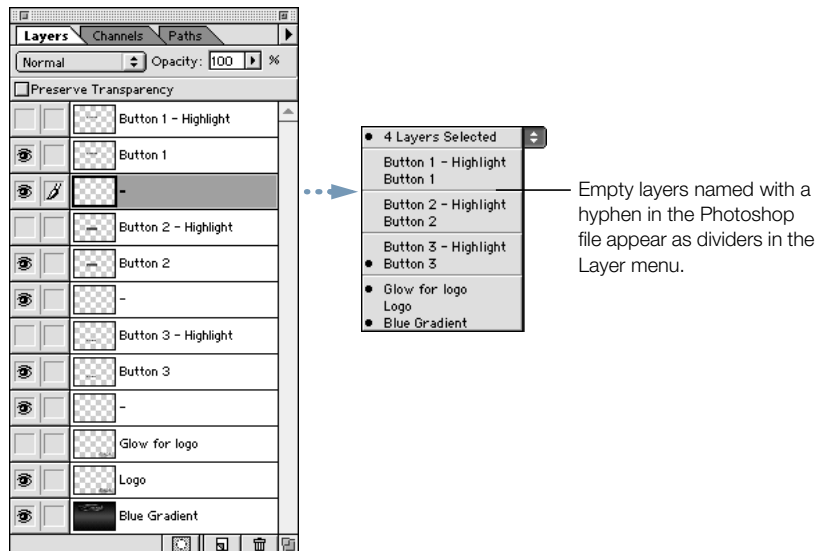 Layers Channels Paths
Normal Opacity: 100 %
Preserve Transparency
Button 1 - Highlight
Button 1
-
Button 2 - Highlight
Button 2
-
Button 3 - Highlight
Button 3
-
Glow for logo
Logo
Blue Gradient
4 Layers Selected
Button 1 - Highlight
Button 1
Button 2 - Highlight
Button 2
Button 3 - Highlight
Button 3
Glow for logo
Logo
Blue Gradient
Empty layers named with a
hyphen in the Photoshop
file appear as dividers in the
Layer menu.